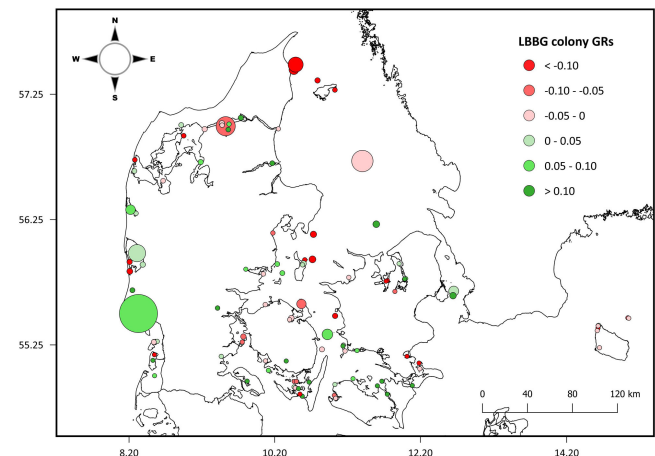 N
W E
S
LBBG colony GRs
< -0.10
-0.10 - -0.05
-0.05 - 0
0 - 0.05
0.05 - 0.10
> 0.10
57.25
56.25
55.25
0 40 80 120 km
8.20 10.20 12.20 14.20